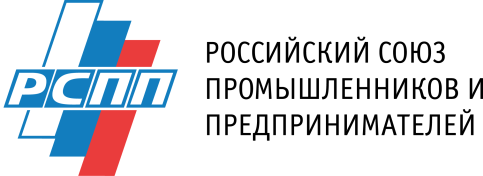 РСПП
РОССИЙСКИЙ СОЮЗ
ПРОМЫШЛЕННИКОВ И
ПРЕДПРИНИМАТЕЛЕЙ